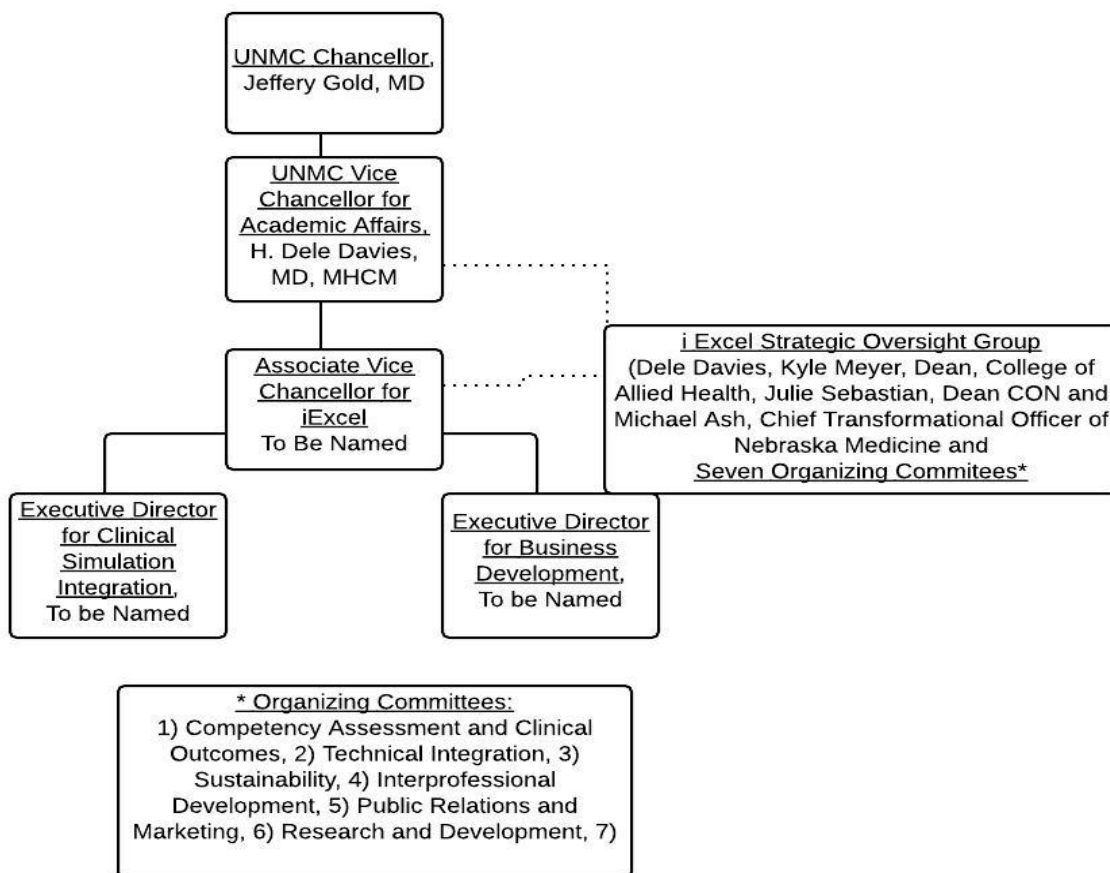 UNMC Chancellor,
Jeffery Gold, MD
UNMC Vice
Chancellor for
Academic Affairs,
H. Dele Davies,
MD, MHCM
Associate Vice
Chancellor for
iExcel
To Be Named
i Excel Strategic Oversight Group
(Dele Davies, Kyle Meyer, Dean, College of
Allied Health, Julie Sebastian, Dean CON and
Michael Ash, Chief Transformational Officer of
Nebraska Medicine and
Seven Organizing Commitees*
Executive Director
for Clinical
Simulation
Integration,
To be Named
Executive Director
for Business
Development,
To be Named
* Organizing Committees:
1) Competency Assessment and Clinical
Outcomes, 2) Technical Integration, 3)
Sustainability, 4) Interprofessional
Development, 5) Public Relations and
Marketing, 6) Research and Development, 7)